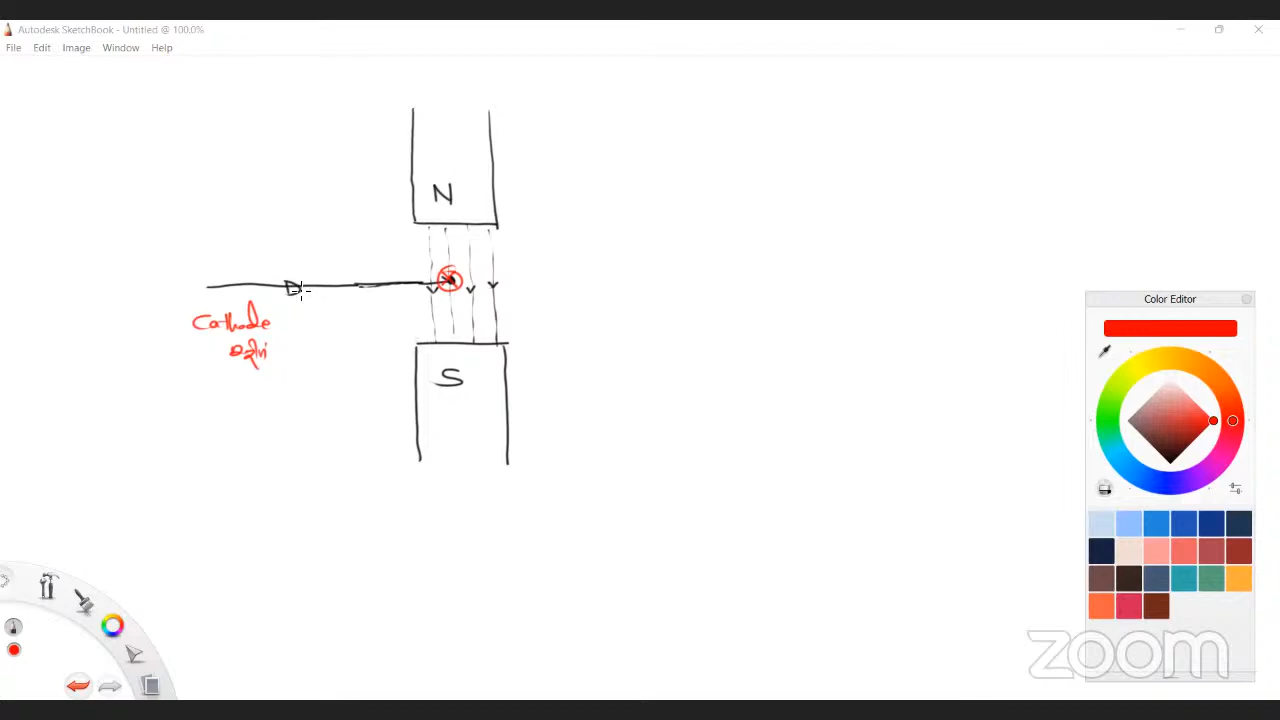 Autodesk SketchBook - Untitled @ 100.0%
File Edit Image Window Help
N
Cathode
S
Color Editor
zoom